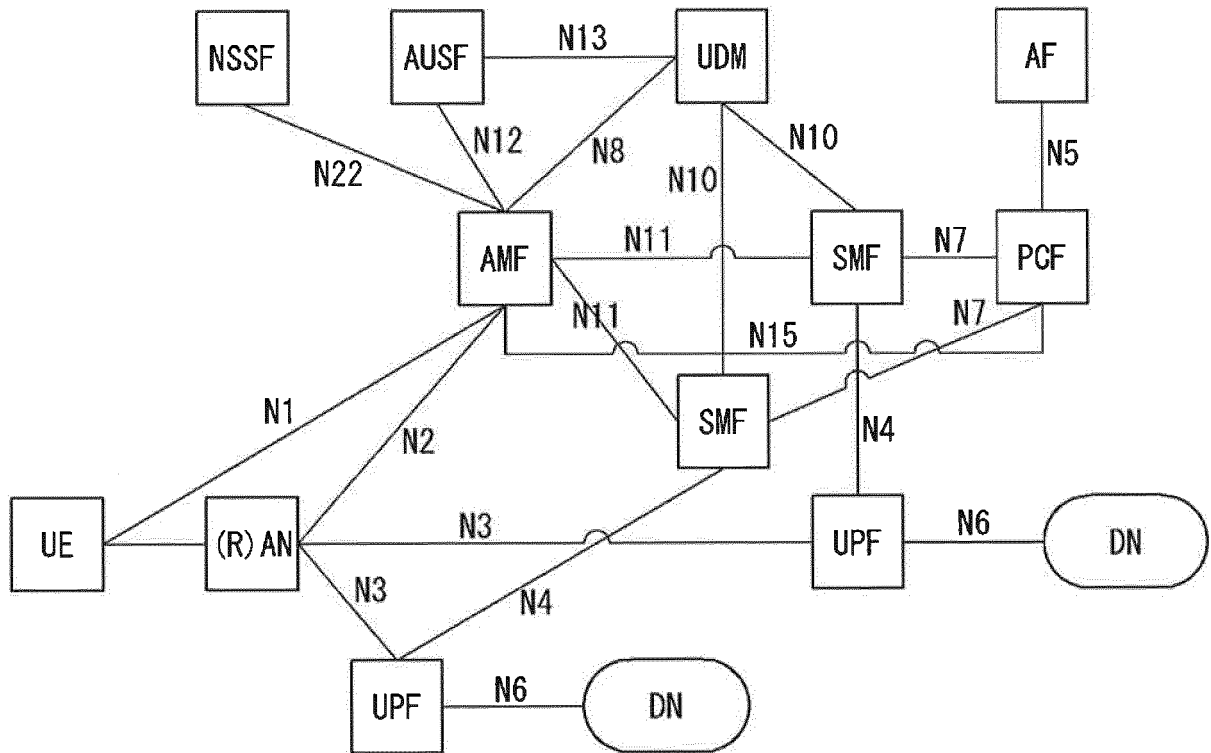 NSSF
AUSF
N13
UDM
AF
N22
N12
N8
N10
N10
N5
AMF
N11
SMF
N7
PCF
N11
N15
N7
N1
N2
SMF
N4
UE
(R)AN
N3
UPF
N6
DN
N3
N4
UPF
N6
DN